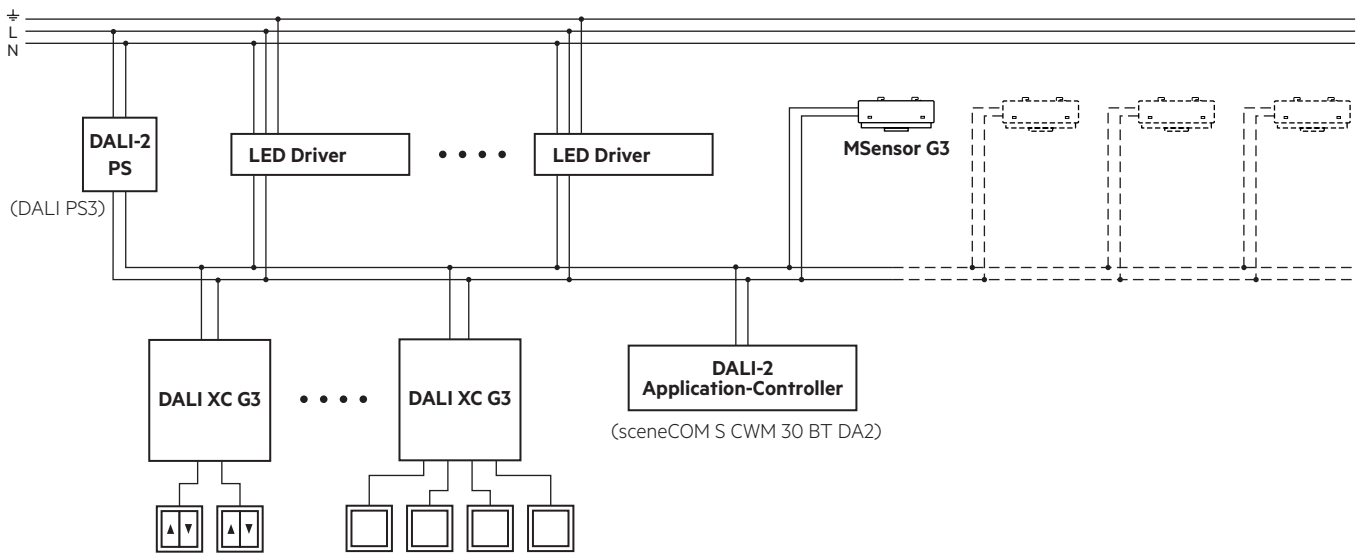 L
N
DALI-2
PS
(DALI PS3)
LED Driver
LED Driver
MSensor G3
DALI XC G3
DALI XC G3
DALI-2
Application-Controller
(sceneCOM S CWM 30 BT DA2)